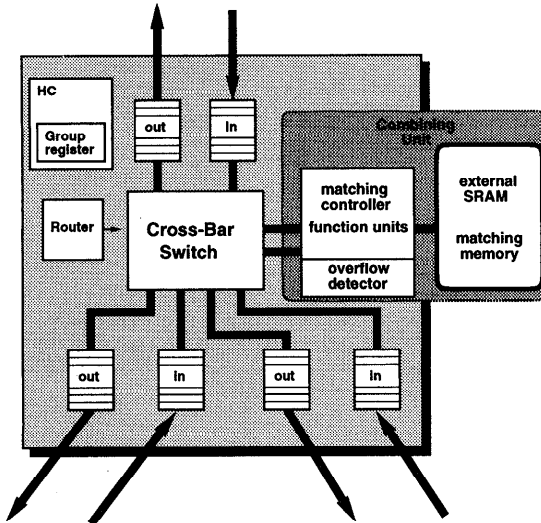 HC
Group
register
out
in
Combining
Unit
matching
controller
function units
overflow
detector
external
SRAM
matching
memory
Router
Cross-Bar
Switch
out
in
out
in